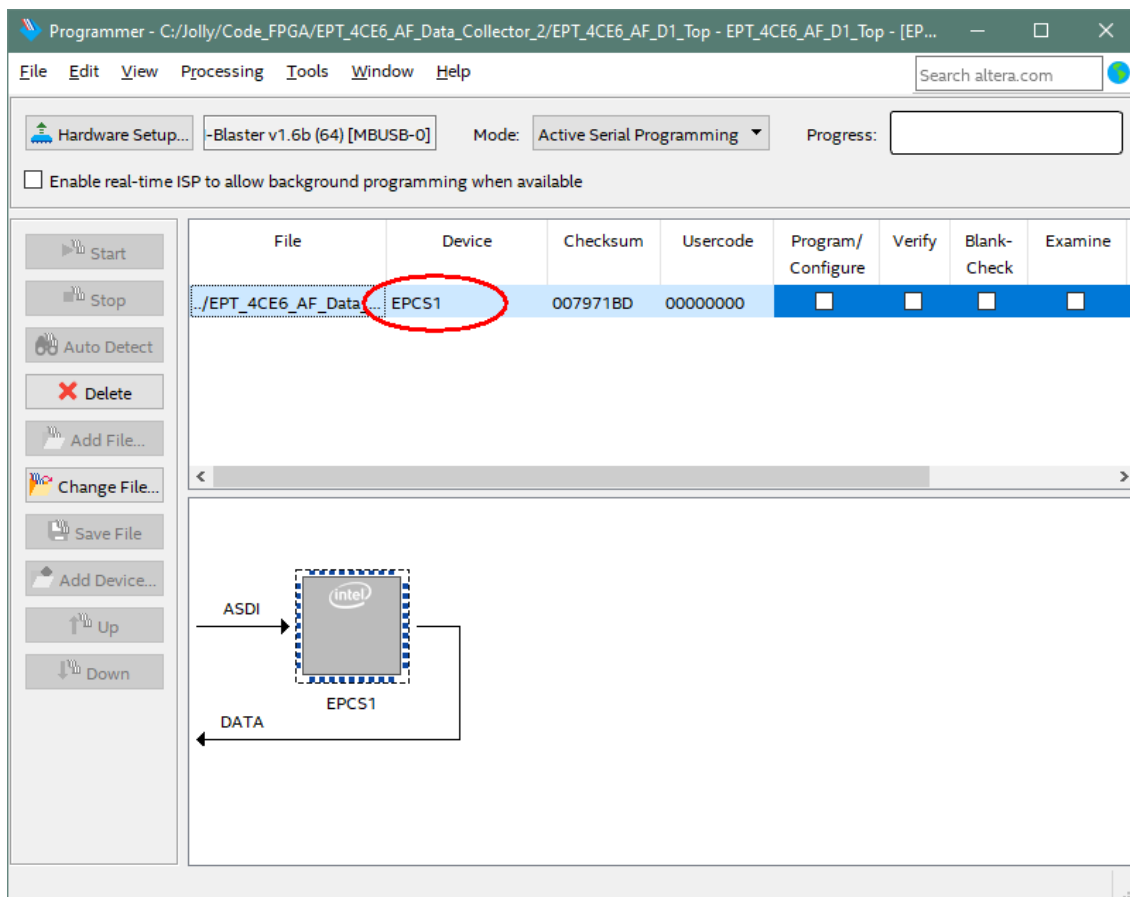 Programmer - C:/Jolly/Code_FPGA/EPT_4CE6_AF_Data_Collector_2/EPT_4CE6_AF_D1_Top - EPT_4CE6_AF_D1_Top - [EP...
File Edit View Processing Tools Window Help
Search altera.com
Hardware Setup... -Blaster v1.6b (64) [MBUSB-0] Mode: Active Serial Programming Progress:
Enable real-time ISP to allow background programming when available
Start
Stop
Auto Detect
Delete
Add File...
Change File...
Save File
Add Device...
Up
Down
File Device Checksum Usercode Program/ Verify Blank- Examine
Configure Check
../EPT_4CE6_AF_Data_... EPCS1 007971BD 00000000
ASDI
intel
EPCS1
DATA